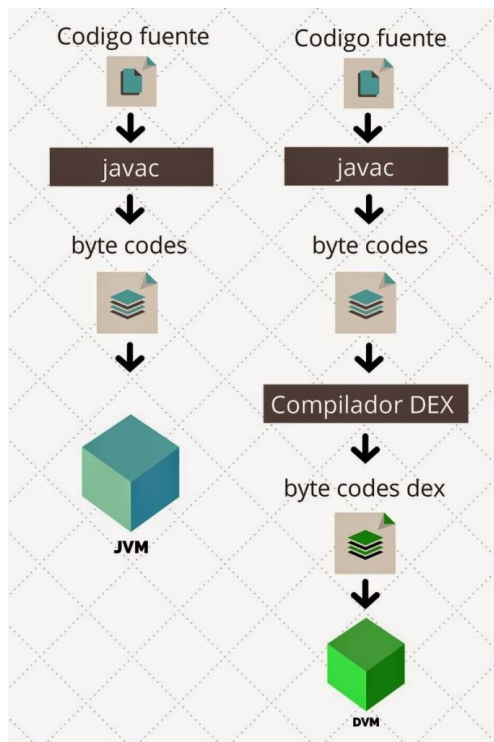 Codigo fuente
javac
byte codes
JVM
Codigo fuente
javac
byte codes
Compilador DEX
byte codes dex
DVM